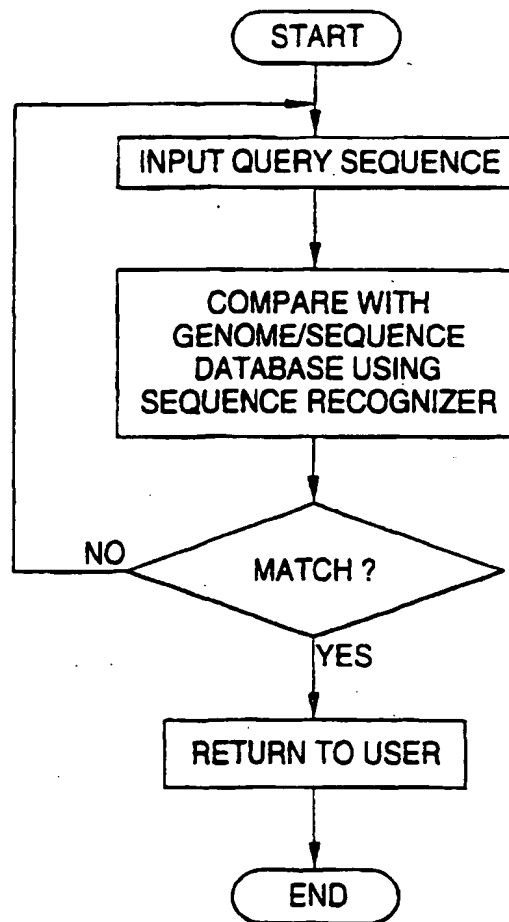 START
INPUT QUERY SEQUENCE
COMPARE WITH
GENOME/SEQUENCE
DATABASE USING
SEQUENCE RECOGNIZER
NO
MATCH ?
YES
RETURN TO USER
END